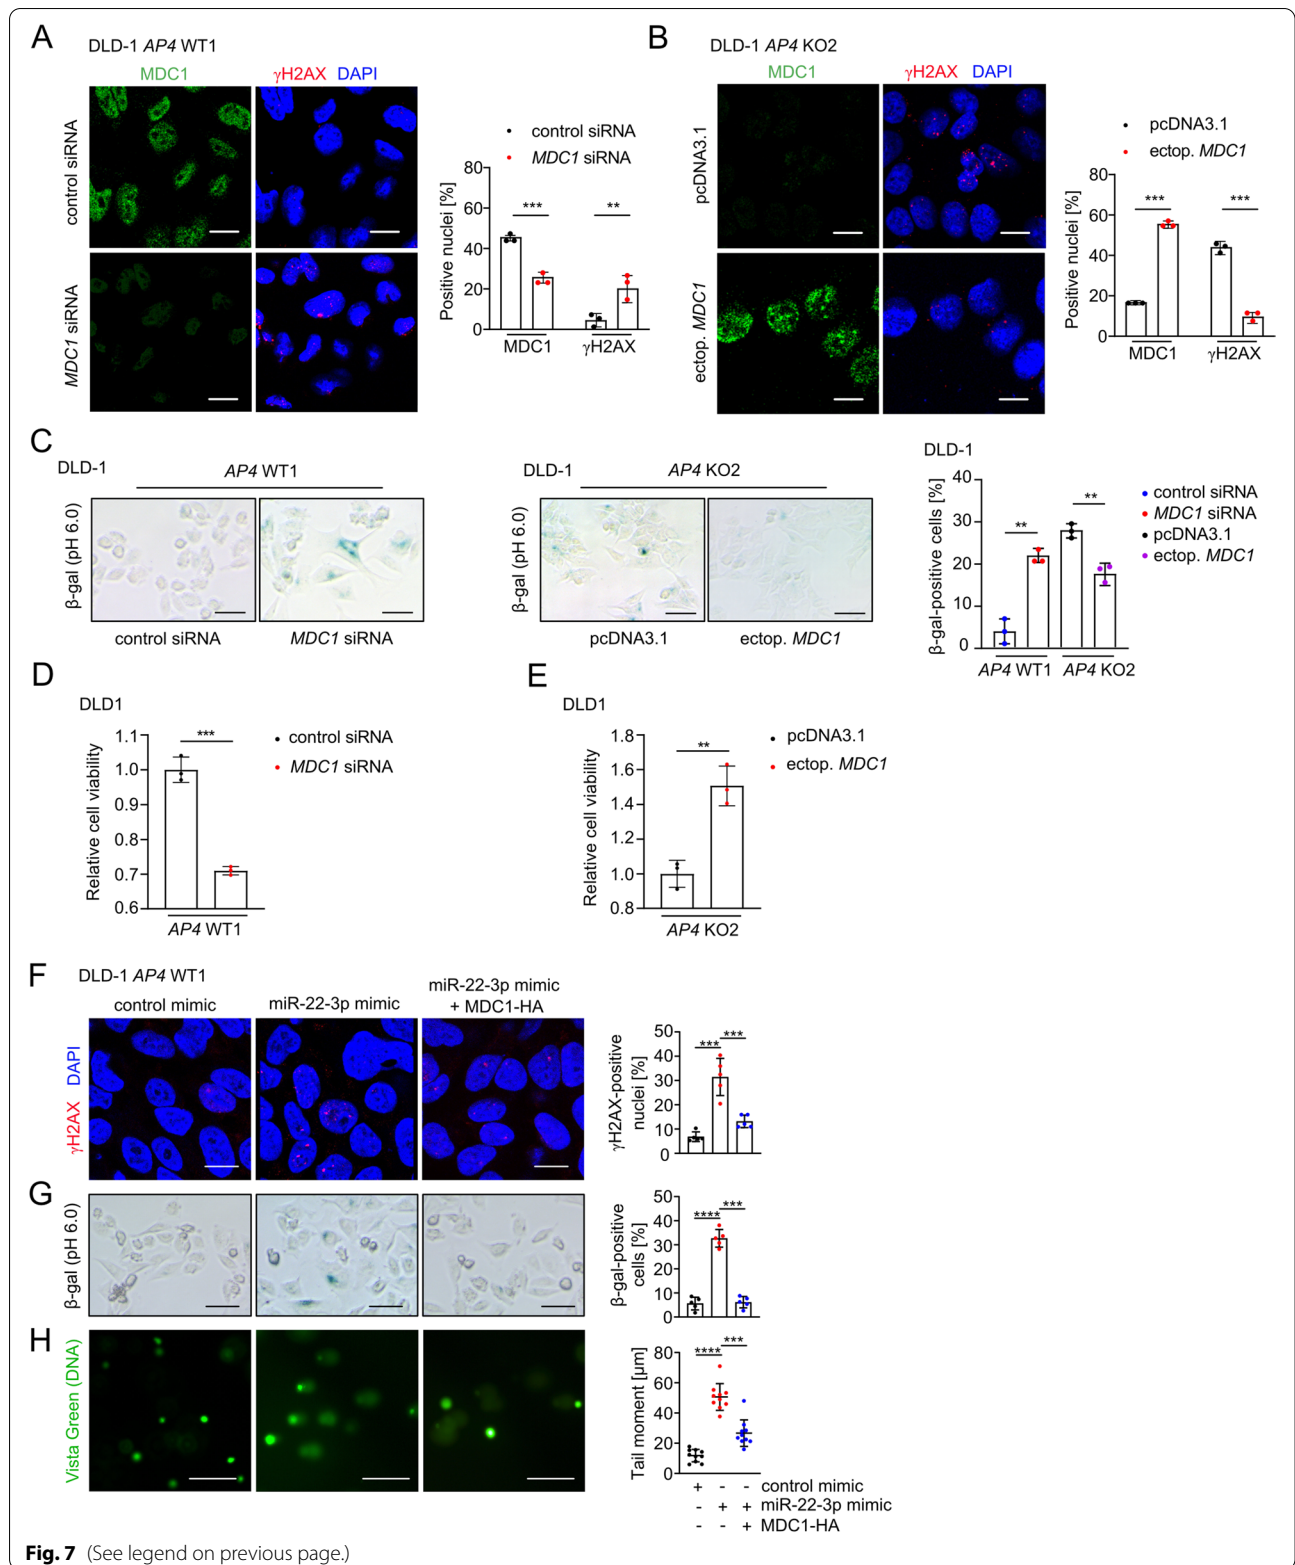 A
DLD-1 AP4 WT1
MDC1
γH2AX DAPI
control siRNA
MDC1 siRNA
control siRNA
MDC1 siRNA
Positive nuclei [%]
80
60
40
20
0
***
**
MDC1
γH2AX
B
DLD-1 AP4 KO2
MDC1
γH2AX DAPI
pcDNA3.1
ectop. MDC1
pcDNA3.1
ectop. MDC1
Positive nuclei [%]
80
60
40
20
0
***
***
MDC1
γH2AX
C
DLD-1
AP4 WT1
β-gal (pH 6.0)
control siRNA
MDC1 siRNA
DLD-1
AP4 KO2
β-gal (pH 6.0)
pcDNA3.1
ectop. MDC1
DLD-1
β-gal-positive cells [%]
40
30
20
10
0
**
**
control siRNA
MDC1 siRNA
pcDNA3.1
ectop. MDC1
AP4 WT1
AP4 KO2
D
DLD1
Relative cell viability
1.1
1.0
0.9
0.8
0.7
0.6
***
control siRNA
MDC1 siRNA
AP4 WT1
E
DLD1
Relative cell viability
1.8
1.6
1.4
1.2
1.0
0.8
**
pcDNA3.1
ectop. MDC1
AP4 KO2
F
DLD-1 AP4 WT1
control mimic
miR-22-3p mimic
miR-22-3p mimic
+ MDC1-HA
γH2AX DAPI
γH2AX-positive
nuclei [%]
50
40
30
20
10
0
***
***
G
β-gal (pH 6.0)
β-gal-positive
cells [%]
50
40
30
20
10
0
****
***
H
Vista Green (DNA)
Tail moment [µm]
80
60
40
20
0
****
***
+ - - control mimic
- + + miR-22-3p mimic
- - + MDC1-HA
Fig. 7 (See legend on previous page.)